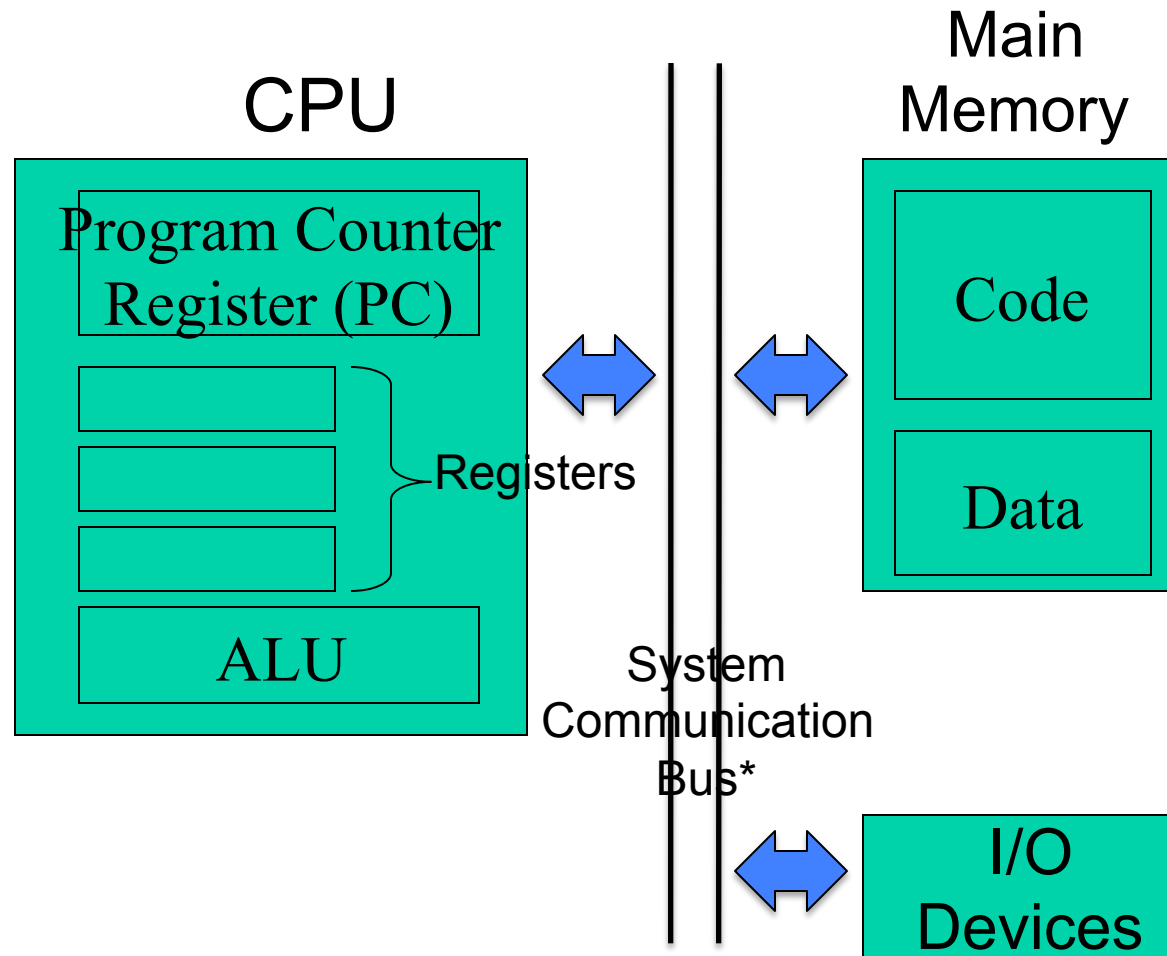 CPU
Program Counter
Register (PC)
Registers
ALU
System
Communication
Bus*
Main
Memory
Code
Data
I/O
Devices